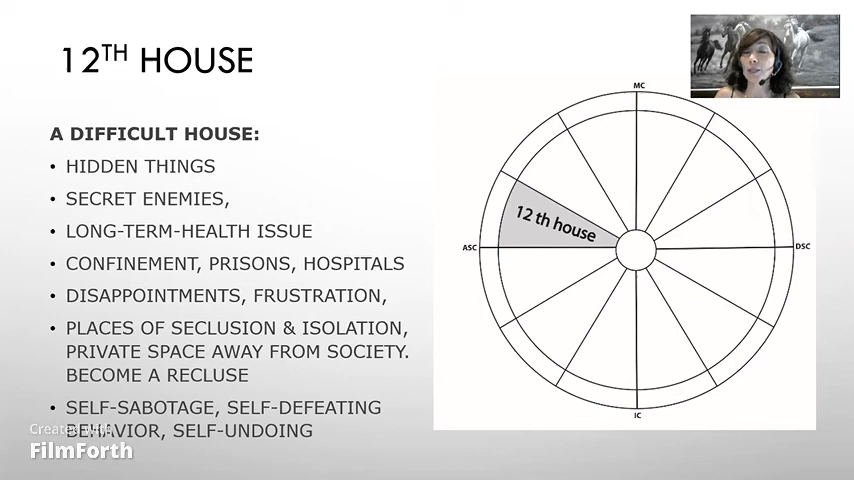 12TH HOUSE
A DIFFICULT HOUSE:
• HIDDEN THINGS
• SECRET ENEMIES,
• LONG-TERM-HEALTH ISSUE
• CONFINEMENT, PRISONS, HOSPITALS
• DISAPPOINTMENTS, FRUSTRATION,
• PLACES OF SECLUSION & ISOLATION,
PRIVATE SPACE AWAY FROM SOCIETY.
BECOME A RECLUSE
• SELF-SABOTAGE, SELF-DEFEATING
BEHAVIOR, SELF-UNDOING
MC
12 th house
ASC
DSC
IC
Created with
FilmForth